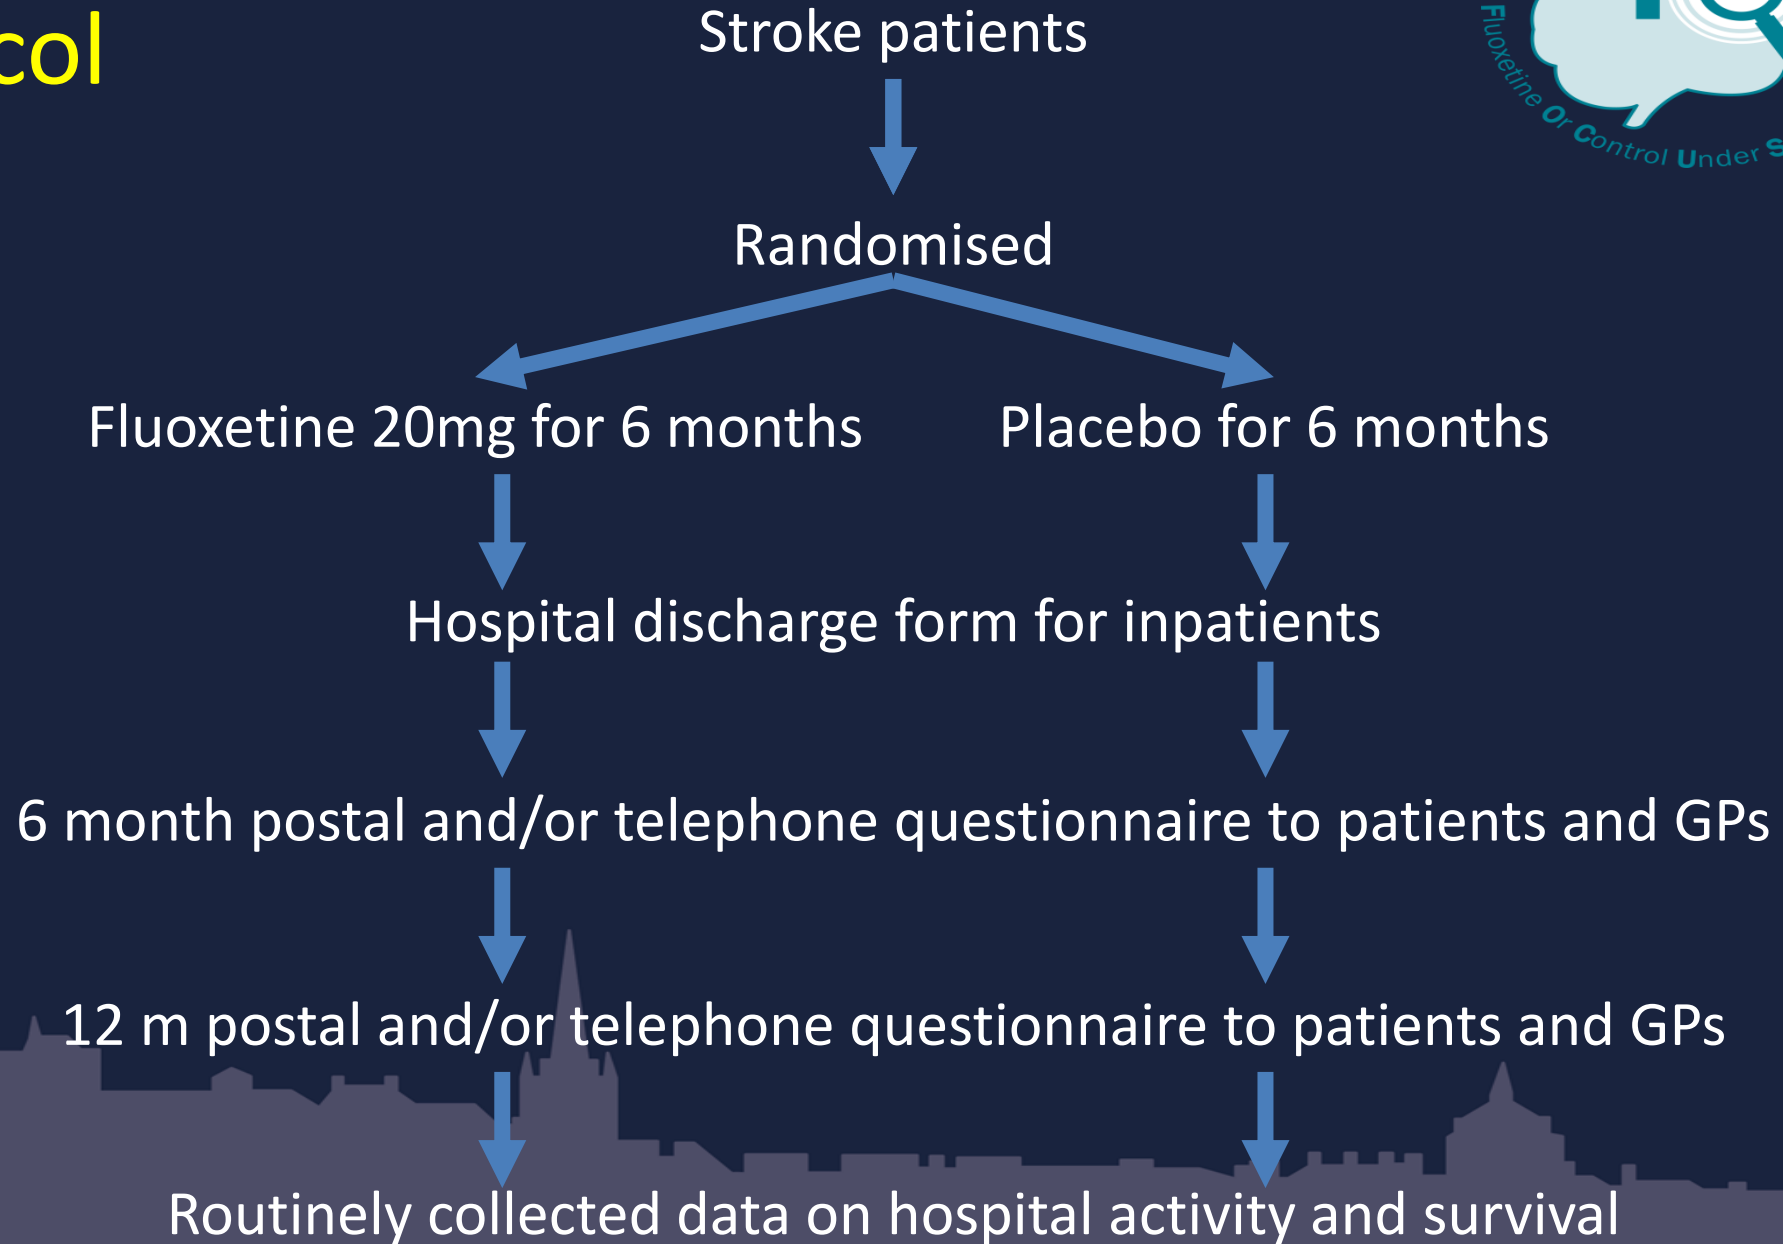 col
Stroke patients
Fluoxetine Or Control Under
Randomised
Fluoxetine 20mg for 6 months
Placebo for 6 months
Hospital discharge form for inpatients
6 month postal and/or telephone questionnaire to patients and GPs
12 m postal and/or telephone questionnaire to patients and GPs
Routinely collected data on hospital activity and survival